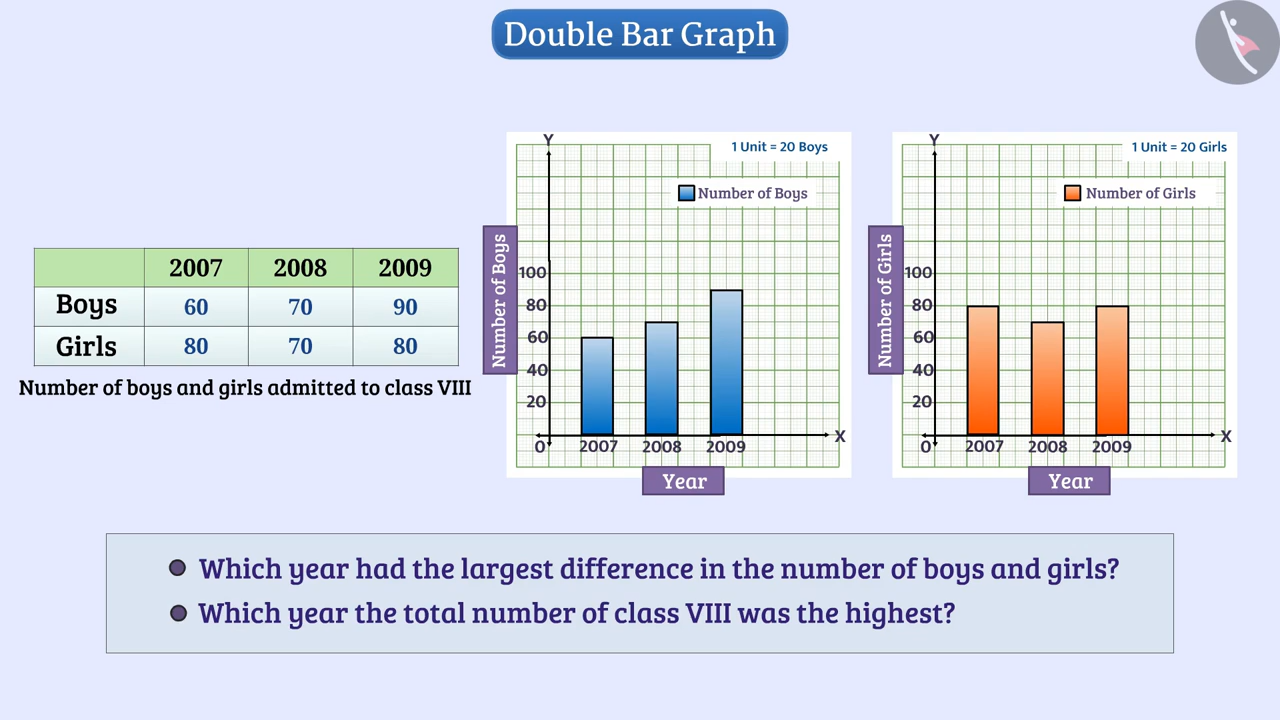 Double Bar Graph
2007 2008 2009
Boys 60 70 90
Girls 80 70 80
Number of boys and girls admitted to class VIII
Y
1 Unit = 20 Boys
Number of Boys
Number of Boys
100
80
60
40
20
0
2007 2008 2009
X
Year
Y
1 Unit = 20 Girls
Number of Girls
Number of Girls
100
80
60
40
20
0
2007 2008 2009
X
Year
Which year had the largest difference in the number of boys and girls?
Which year the total number of class VIII was the highest?